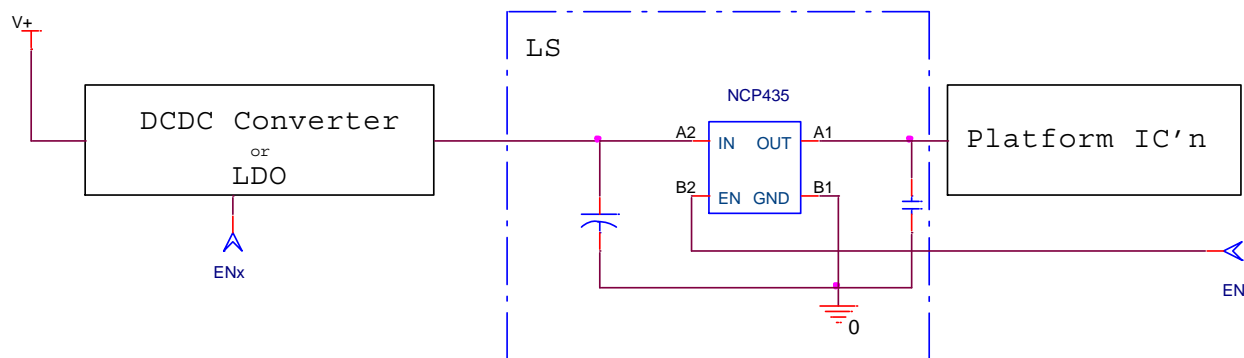 V+
LS
NCP435
DCDC Converter
or
LDO
A2
IN
OUT
A1
Platform IC'n
B2
EN
GND
B1
ENx
EN
0